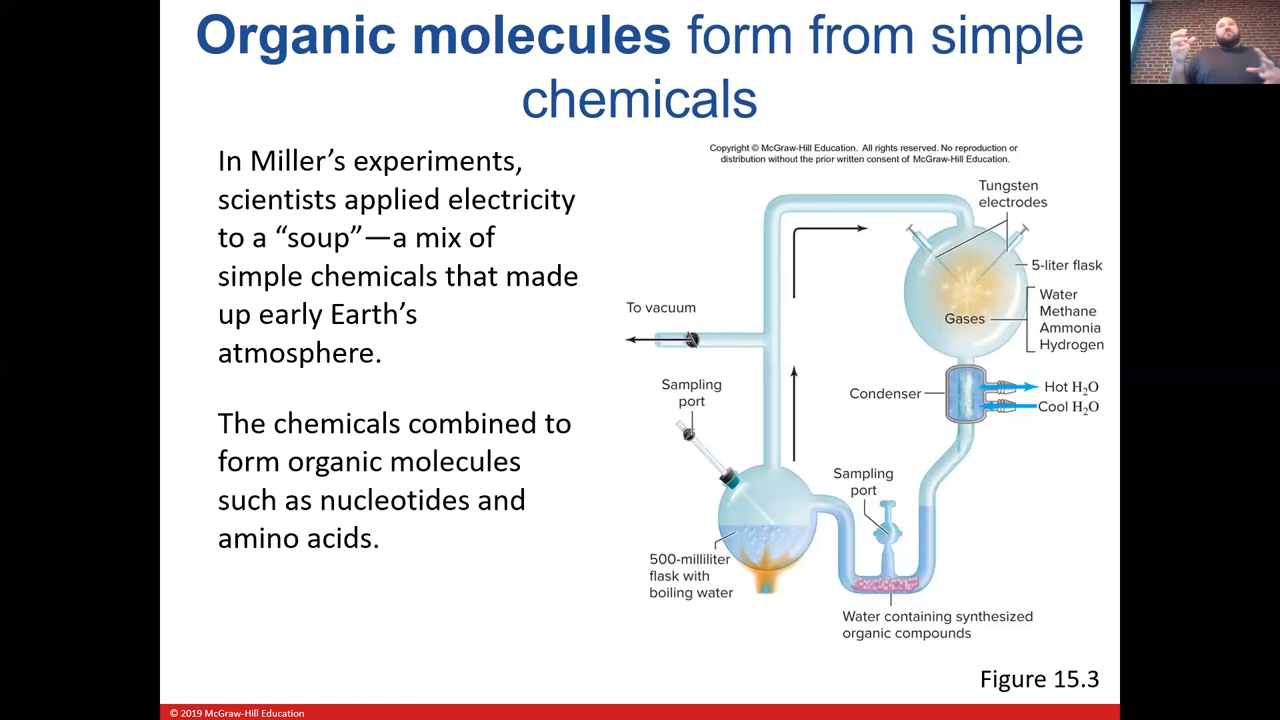 Organic molecules form from simple
chemicals
In Miller’s experiments,
scientists applied electricity
to a “soup”—a mix of
simple chemicals that made
up early Earth’s
atmosphere.
The chemicals combined to
form organic molecules
such as nucleotides and
amino acids.
Copyright © McGraw-Hill Education. All rights reserved. No reproduction or
distribution without the prior written consent of McGraw-Hill Education.
Tungsten
electrodes
5-liter flask
Gases
Water
Methane
Ammonia
Hydrogen
To vacuum
Sampling
port
Condenser
Hot H₂O
Cool H₂O
Sampling
port
500-milliliter
flask with
boiling water
Water containing synthesized
organic compounds
Figure 15.3
© 2019 McGraw-Hill Education